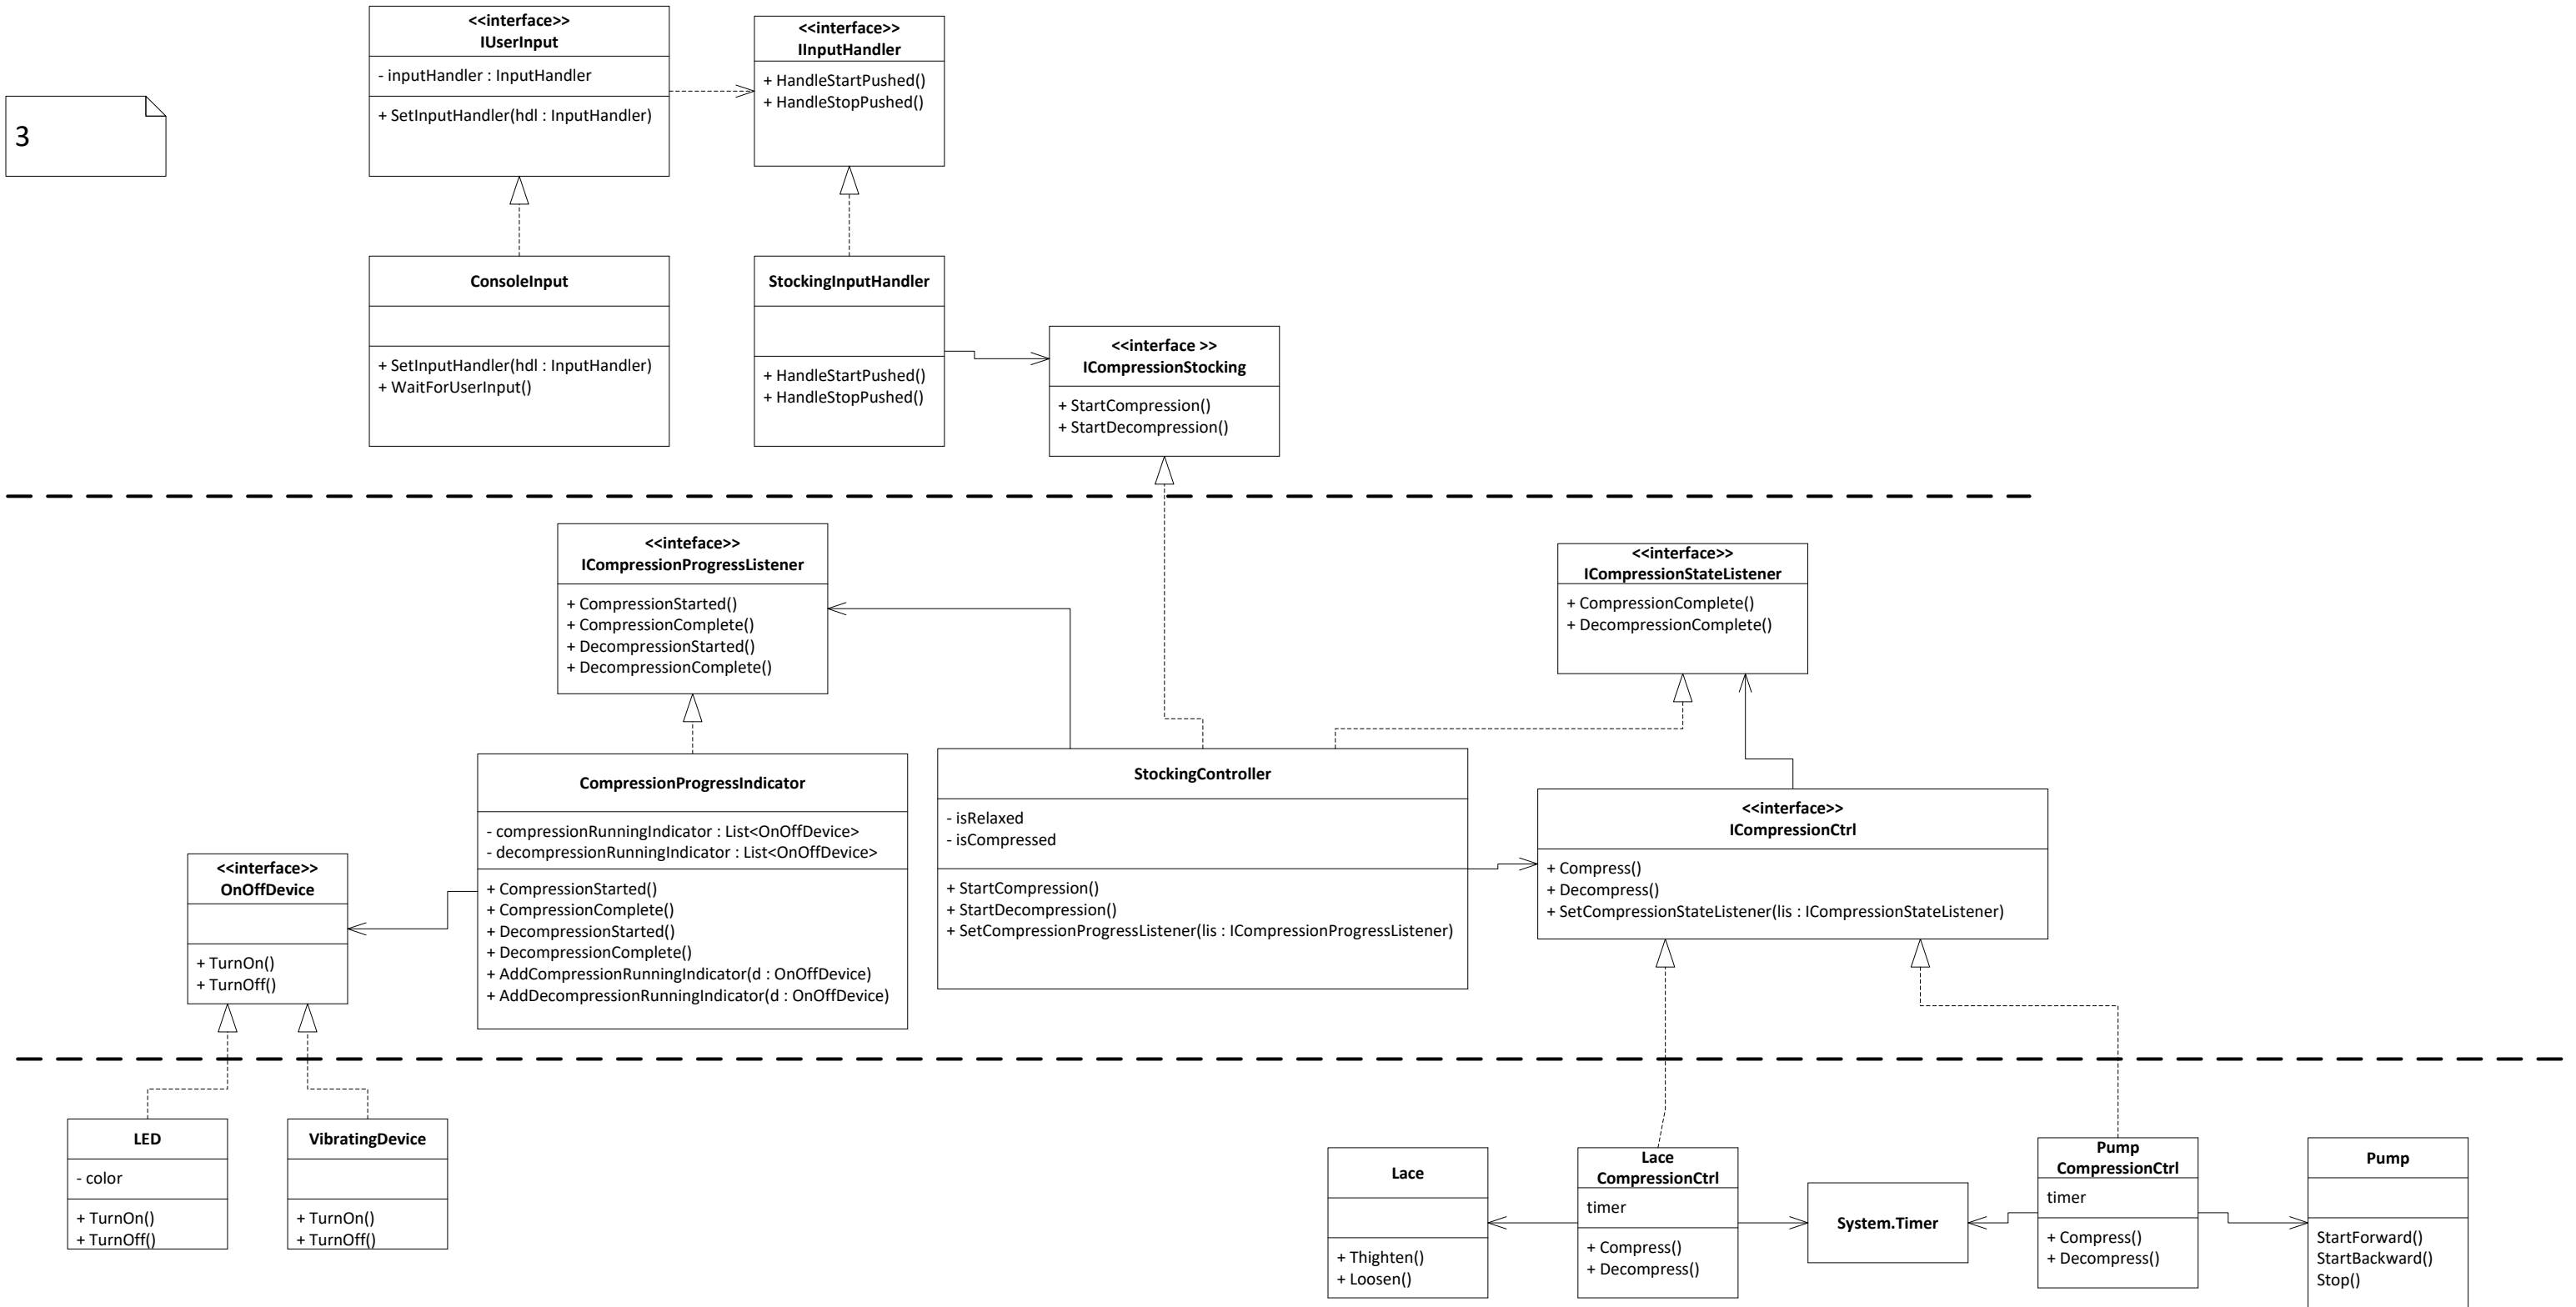 <<interface>>
IUserInput
- inputHandler : InputHandler
+ SetInputHandler(hdl : InputHandler)
<<interface>>
IInputHandler
+ HandleStartPushed()
+ HandleStopPushed()
3
ConsoleInput
+ SetInputHandler(hdl : InputHandler)
+ WaitForUserInput()
StockingInputHandler
+ HandleStartPushed()
+ HandleStopPushed()
<<interface >>
ICompressionStocking
+ StartCompression()
+ StartDecompression()
<<inteface>>
ICompressionProgressListener
+ CompressionStarted()
+ CompressionComplete()
+ DecompressionStarted()
+ DecompressionComplete()
<<interface>>
ICompressionStateListener
+ CompressionComplete()
+ DecompressionComplete()
CompressionProgressIndicator
- compressionRunningIndicator : List<OnOffDevice>
- decompressionRunningIndicator : List<OnOffDevice>
+ CompressionStarted()
+ CompressionComplete()
+ DecompressionStarted()
+ DecompressionComplete()
+ AddCompressionRunningIndicator(d : OnOffDevice)
+ AddDecompressionRunningIndicator(d : OnOffDevice)
StockingController
- isRelaxed
- isCompressed
+ StartCompression()
+ StartDecompression()
+ SetCompressionProgressListener(lis : ICompressionProgressListener)
<<interface>>
ICompressionCtrl
+ Compress()
+ Decompress()
+ SetCompressionStateListener(lis : ICompressionStateListener)
<<interface>>
OnOffDevice
+ TurnOn()
+ TurnOff()
LED
- color
+ TurnOn()
+ TurnOff()
VibratingDevice
+ TurnOn()
+ TurnOff()
Lace
+ Thighten()
+ Loosen()
Lace
CompressionCtrl
timer
+ Compress()
+ Decompress()
System.Timer
Pump
CompressionCtrl
timer
+ Compress()
+ Decompress()
Pump
StartForward()
StartBackward()
Stop()